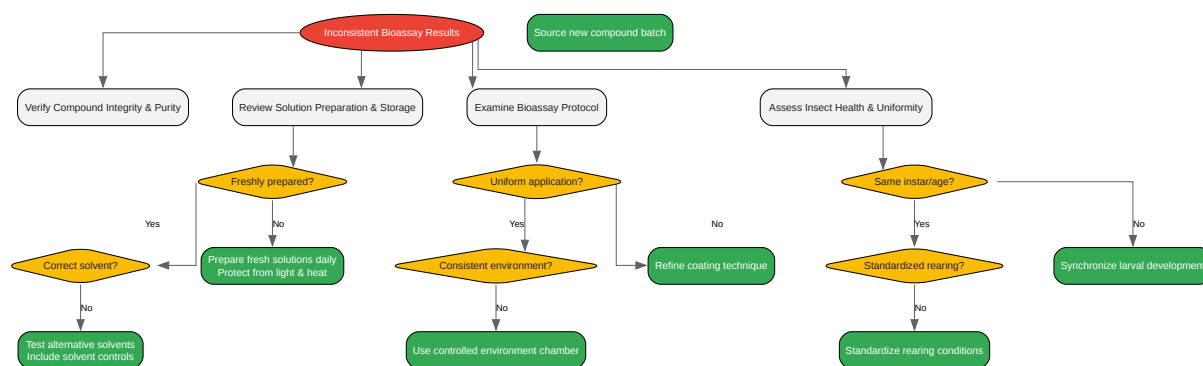 Inconsistent Bioassay Results
Source new compound batch
Verify Compound Integrity & Purity
Review Solution Preparation & Storage
Examine Bioassay Protocol
Assess Insect Health & Uniformity
Freshly prepared?
Uniform application?
Same instar/age?
Yes
No
Yes
No
Yes
No
Correct solvent?
Prepare fresh solutions daily
Protect from light & heat
Consistent environment?
Refine coating technique
Standardized rearing?
Synchronize larval development
No
No
No
Test alternative solvents
Include solvent controls
Use controlled environment chamber
Standardize rearing conditions